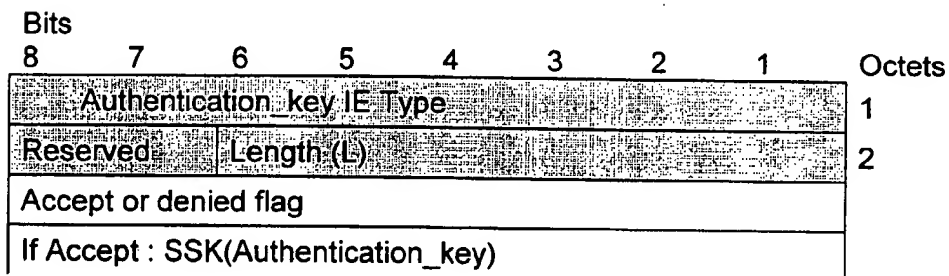 Bits
8 7 6 5 4 3 2 1 Octets
Authentication_key IE Type 1
Reserved Length (L) 2
Accept or denied flag
If Accept : SSK(Authentication_key)